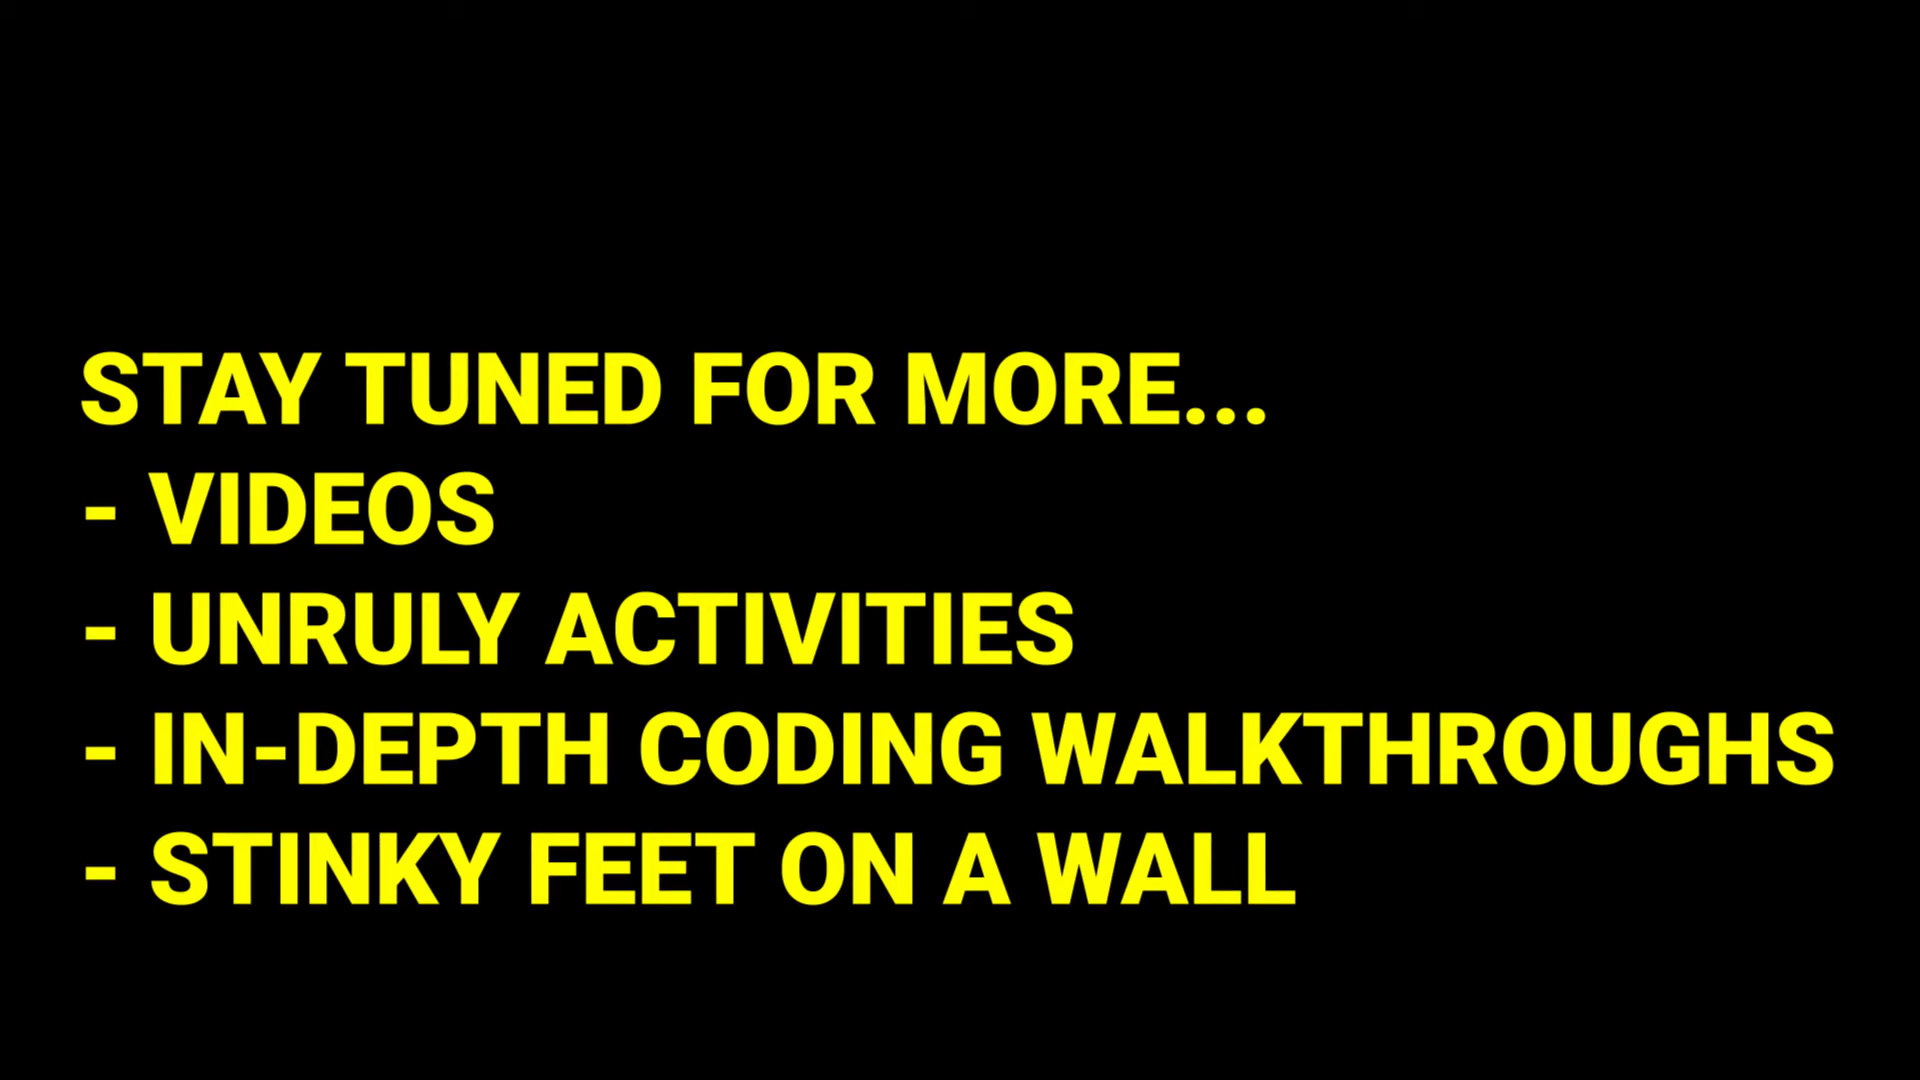 STAY TUNED FOR MORE...
- VIDEOS
- UNRULY ACTIVITIES
- IN-DEPTH CODING WALKTHROUGHS
- STINKY FEET ON A WALL